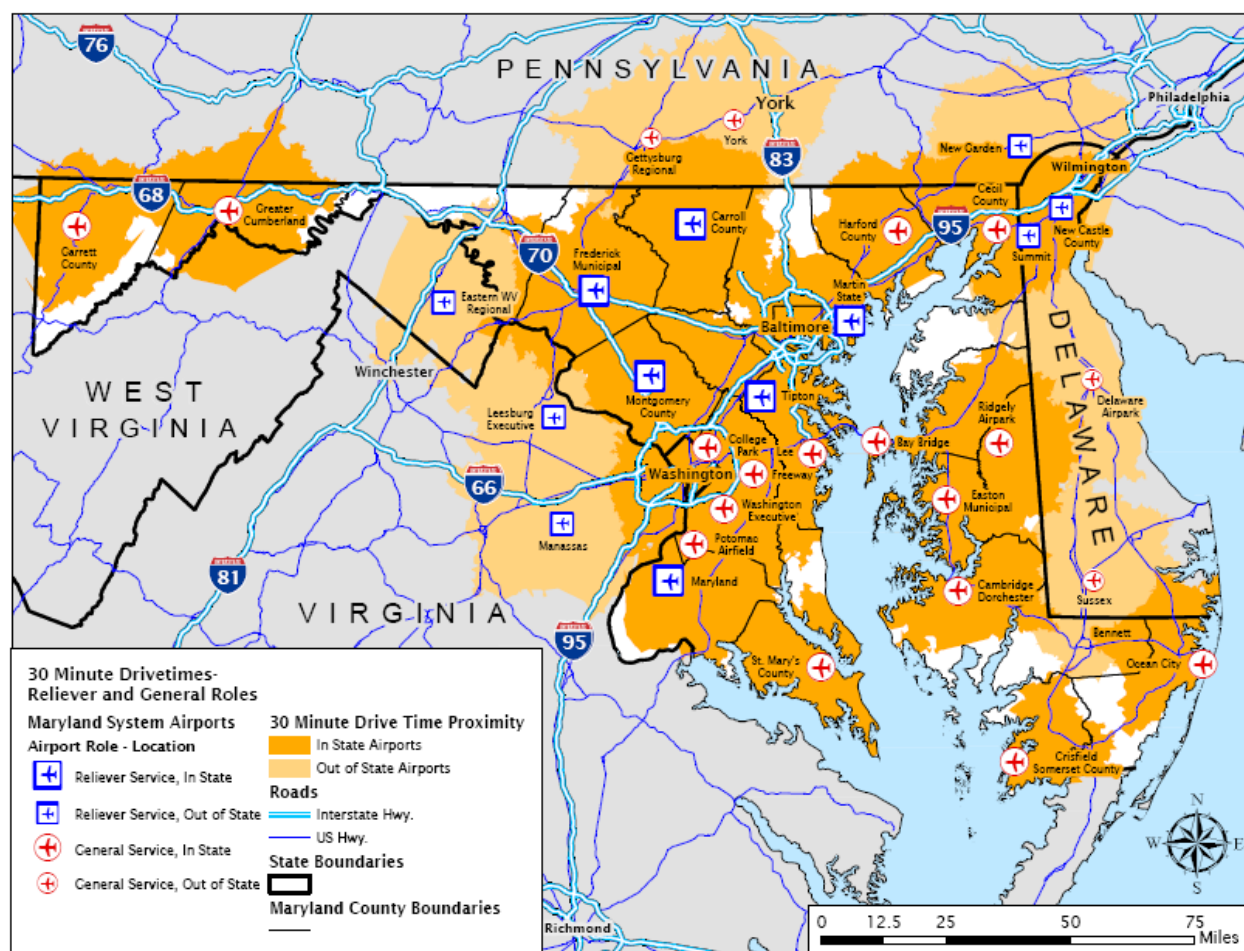 76
PENNSYLVANIA
Philadelphia
York
York
Gettysburg
Regional
83
New Garden
Wilmington
68
Greater
Cumberland
Garrett
County
Carroll
County
Cecil
County
Harford
County
95
New Castle
County
Summit
70
Frederick
Municipal
Martin
State
Eastern WV
Regional
Baltimore
DELAWARE
Winchester
WEST
VIRGINIA
Montgomery
County
Tipton
Delaware
Airpark
Leesburg
Executive
Ridgely
Airpark
College
Park
Lee
Bay Bridge
Washington
Freeway
66
Easton
Municipal
Washington
Executive
Manassas
Potomac
Airfield
81
Maryland
Cambridge
Dorchester
Sussex
VIRGINIA
95
Bennett
St. Mary's
County
Ocean City
Crisfield
Somerset County
30 Minute Drivetimes-
Reliever and General Roles
Maryland System Airports
Airport Role - Location
Reliever Service, In State
Reliever Service, Out of State
General Service, In State
General Service, Out of State
30 Minute Drive Time Proximity
In State Airports
Out of State Airports
Roads
Interstate Hwy.
US Hwy.
State Boundaries
Maryland County Boundaries
Richmond
N
W
E
S
0 12.5 25 50 75
Miles